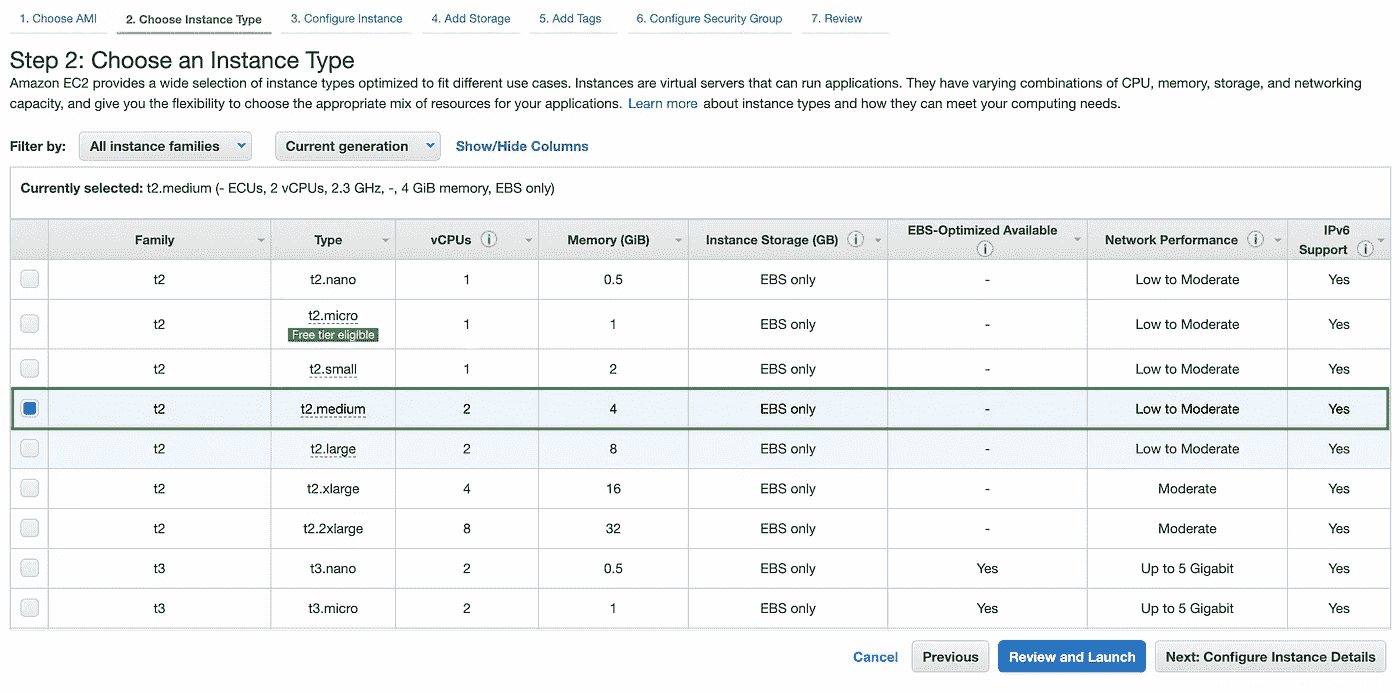 1. Choose AMI 2. Choose Instance Type 3. Configure Instance 4. Add Storage 5. Add Tags 6. Configure Security Group 7. Review
Step 2: Choose an Instance Type
Amazon EC2 provides a wide selection of instance types optimized to fit different use cases. Instances are virtual servers that can run applications. They have varying combinations of CPU, memory, storage, and networking
capacity, and give you the flexibility to choose the appropriate mix of resources for your applications. Learn more about instance types and how they can meet your computing needs.
Filter by: All instance families Current generation Show/Hide Columns
Currently selected: t2.medium (- ECUs, 2 vCPUs, 2.3 GHz, -, 4 GiB memory, EBS only)
Family Type vCPUs i Memory (GiB) Instance Storage (GB) i EBS-Optimized Available i Network Performance i IPv6 Support i
t2 t2.nano 1 0.5 EBS only - Low to Moderate Yes
t2 t2.micro Free tier eligible 1 1 EBS only - Low to Moderate Yes
t2 t2.small 1 2 EBS only - Low to Moderate Yes
t2 t2.medium 2 4 EBS only - Low to Moderate Yes
t2 t2.large 2 8 EBS only - Low to Moderate Yes
t2 t2.xlarge 4 16 EBS only - Moderate Yes
t2 t2.2xlarge 8 32 EBS only - Moderate Yes
t3 t3.nano 2 0.5 EBS only Yes Up to 5 Gigabit Yes
t3 t3.micro 2 1 EBS only Yes Up to 5 Gigabit Yes
Cancel Previous Review and Launch Next: Configure Instance Details